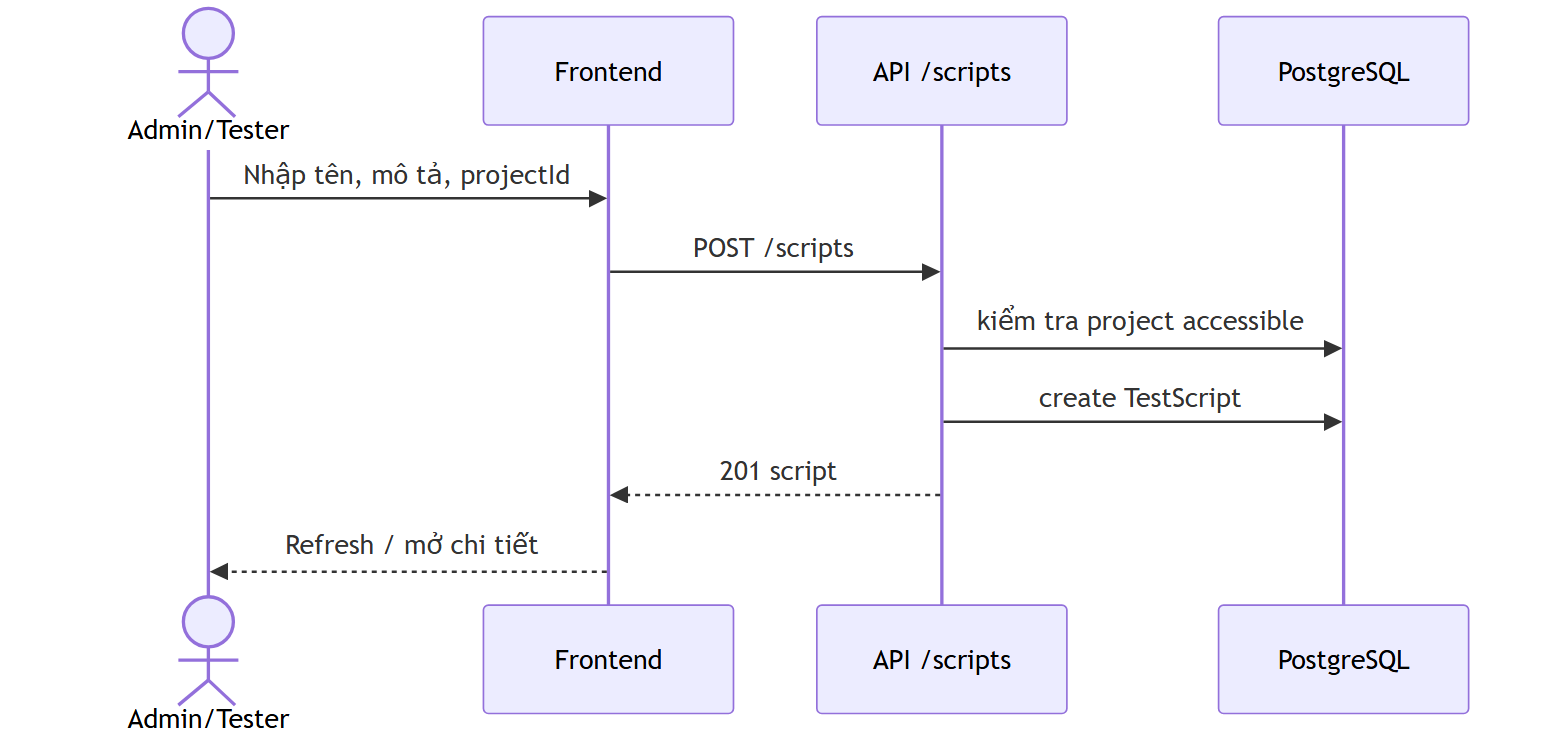 Frontend
API /scripts
PostgreSQL
Admin/Tester
Nhập tên, mô tả, projectId
POST /scripts
kiểm tra project accessible
create TestScript
201 script
Refresh / mở chi tiết
Frontend
API /scripts
PostgreSQL
Admin/Tester